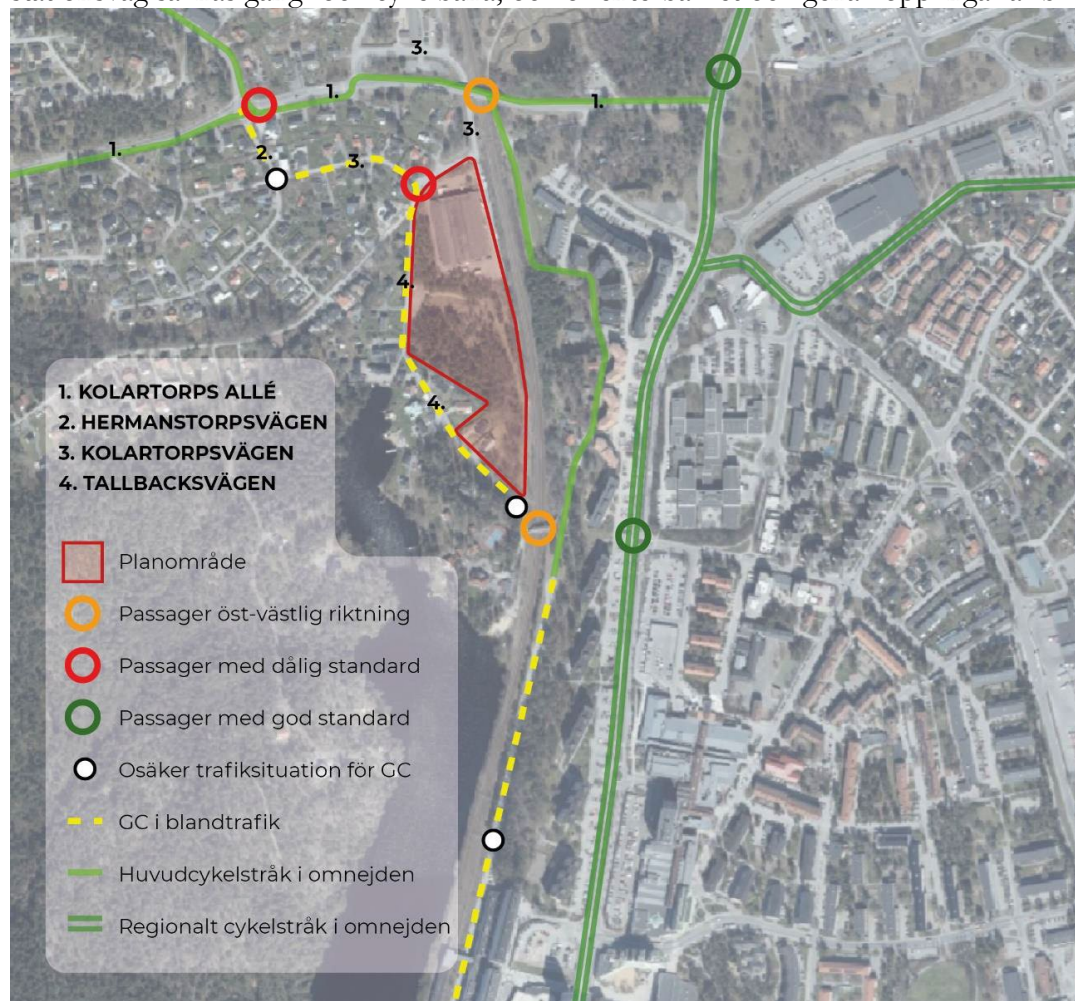 3.
1.
1.
3.
1.
2.
3.
4.
4.
1. KOLARTORPS ALLÉ
2. HERMANSTORPSVÄGEN
3. KOLARTORPSVÄGEN
4. TALLBACKSVÄGEN
Planområde
Passager öst-västlig riktning
Passager med dålig standard
Passager med god standard
Osäker trafiksituation för GC
GC i blandtrafik
Huvudcykelstråk i omnejden
Regionalt cykelstråk i omnejden